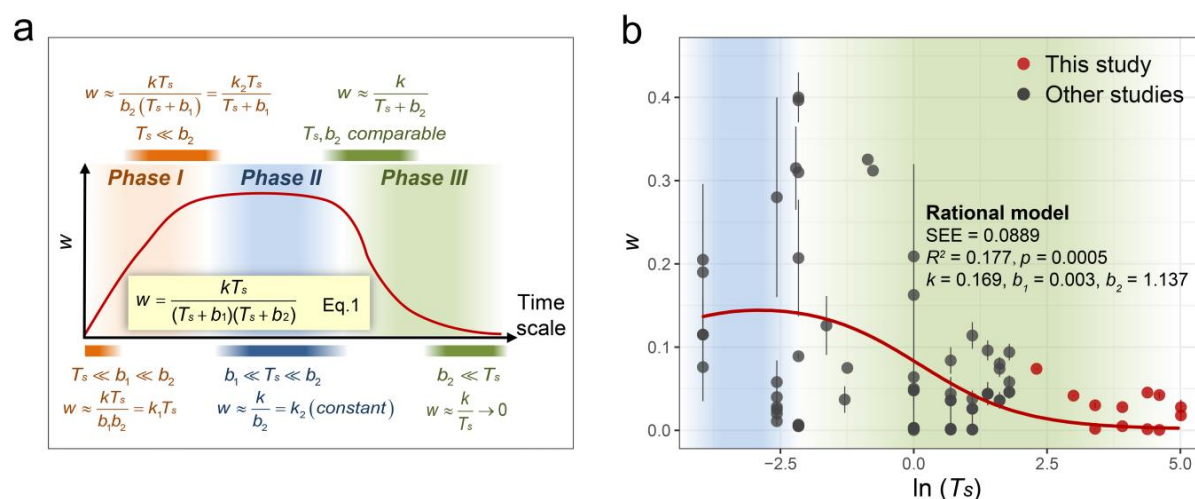 a
w ≈ kTₛ / b₂(Tₛ + b₁) = k₂Tₛ / Tₛ + b₁
Tₛ ≪ b₂
w ≈ k / Tₛ + b₂
Tₛ, b₂ comparable
Phase I
Phase II
Phase III
w
w = kTₛ / (Tₛ + b₁)(Tₛ + b₂) Eq.1
Time
scale
Tₛ ≪ b₁ ≪ b₂
w ≈ kTₛ / b₁b₂ = k₁Tₛ
b₁ ≪ Tₛ ≪ b₂
w ≈ k / b₂ = k₂ (constant)
b₂ ≪ Tₛ
w ≈ k / Tₛ → 0
b
This study
Other studies
Rational model
SEE = 0.0889
R² = 0.177, p = 0.0005
k = 0.169, b₁ = 0.003, b₂ = 1.137
w
0.4
0.3
0.2
0.1
0.0
−2.5
0.0
2.5
5.0
ln (Tₛ)